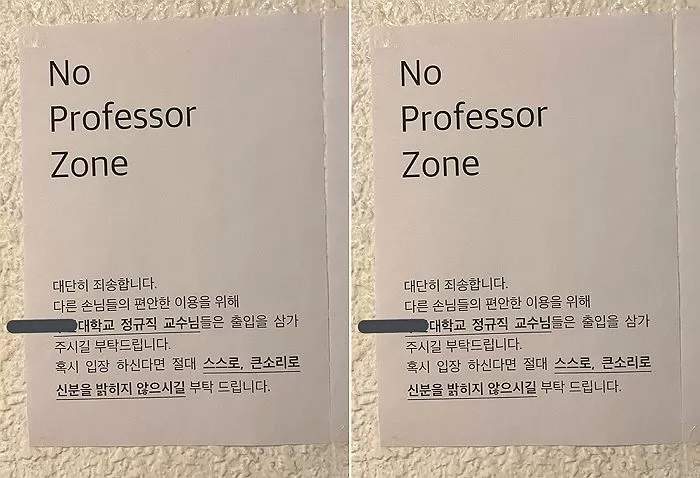 No
Professor
Zone
대단히 죄송합니다.
다른 손님들의 편안한 이용을 위해
대학교 정규직 교수님들은 출입을 삼가
주시길 부탁드립니다.
혹시 입장 하신다면 절대 스스로, 큰소리로
신분을 밝히지 않으시길 부탁 드립니다.
No
Professor
Zone
대단히 죄송합니다.
다른 손님들의 편안한 이용을 위해
대학교 정규직 교수님들은 출입을 삼가
주시길 부탁드립니다.
혹시 입장 하신다면 절대 스스로, 큰소리로
신분을 밝히지 않으시길 부탁 드립니다.